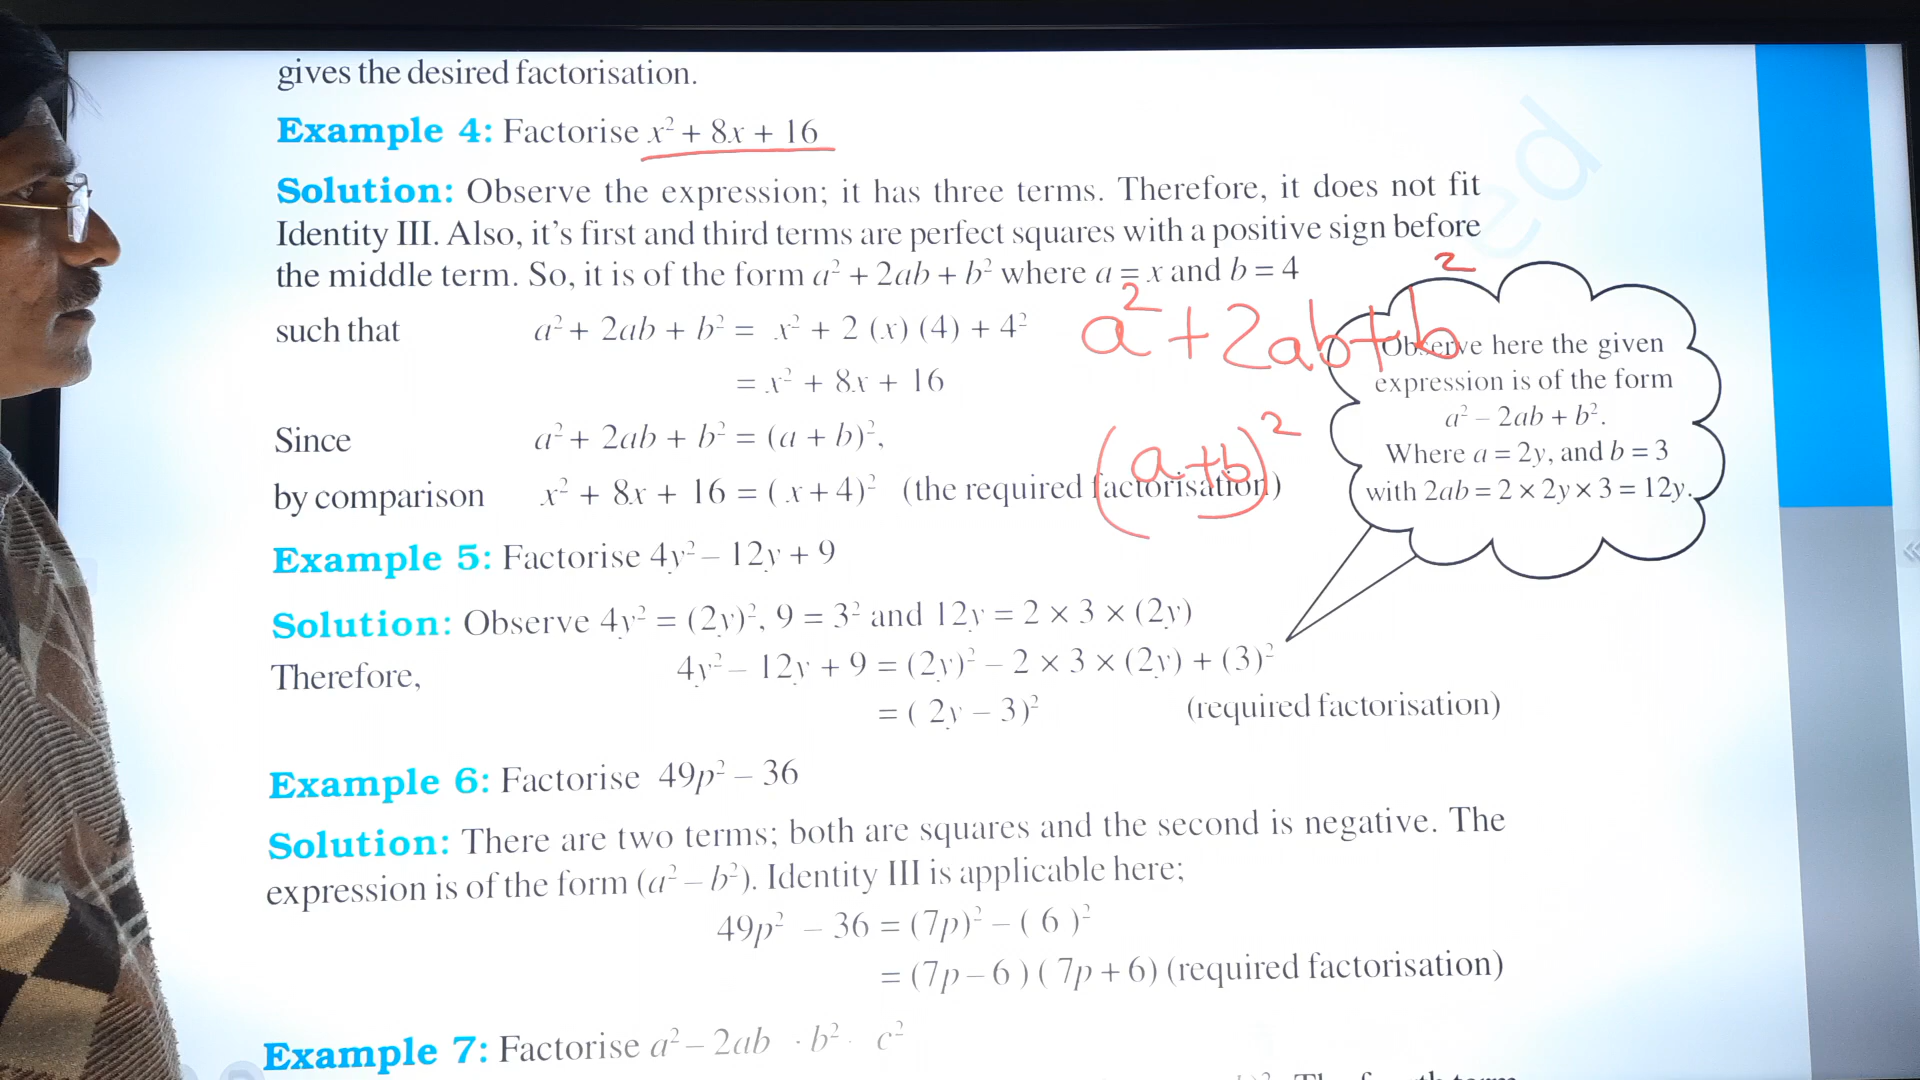 gives the desired factorisation.
Example 4: Factorise x² + 8x + 16
Solution: Observe the expression; it has three terms. Therefore, it does not fit
Identity III. Also, it's first and third terms are perfect squares with a positive sign before
the middle term. So, it is of the form a² + 2ab + b² where a = x and b = 4
such that a² + 2ab + b² = x² + 2 (x) (4) + 4²
= x² + 8x + 16
Since a² + 2ab + b² = (a + b)²,
by comparison x² + 8x + 16 = ( x + 4)² (the required factorisation)
a² + 2ab + b²
(a + b)²
Observe here the given
expression is of the form
a² – 2ab + b².
Where a = 2y, and b = 3
with 2ab = 2 × 2y × 3 = 12y.
Example 5: Factorise 4y² – 12y + 9
Solution: Observe 4y² = (2y)², 9 = 3² and 12y = 2 × 3 × (2y)
Therefore, 4y² – 12y + 9 = (2y)² – 2 × 3 × (2y) + (3)²
= ( 2y – 3)² (required factorisation)
Example 6: Factorise 49p² – 36
Solution: There are two terms; both are squares and the second is negative. The
expression is of the form (a² – b²). Identity III is applicable here;
49p² – 36 = (7p)² – ( 6 )²
= (7p – 6 ) ( 7p + 6) (required factorisation)
Example 7: Factorise a² – 2ab b² c²
ed